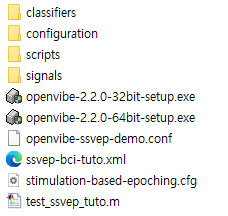 classifiers
configuration
scripts
signals
openvibe-2.2.0-32bit-setup.exe
openvibe-2.2.0-64bit-setup.exe
openvibe-ssvep-demo.conf
ssvep-bci-tuto.xml
stimulation-based-epoching.cfg
test_ssvep_tuto.m